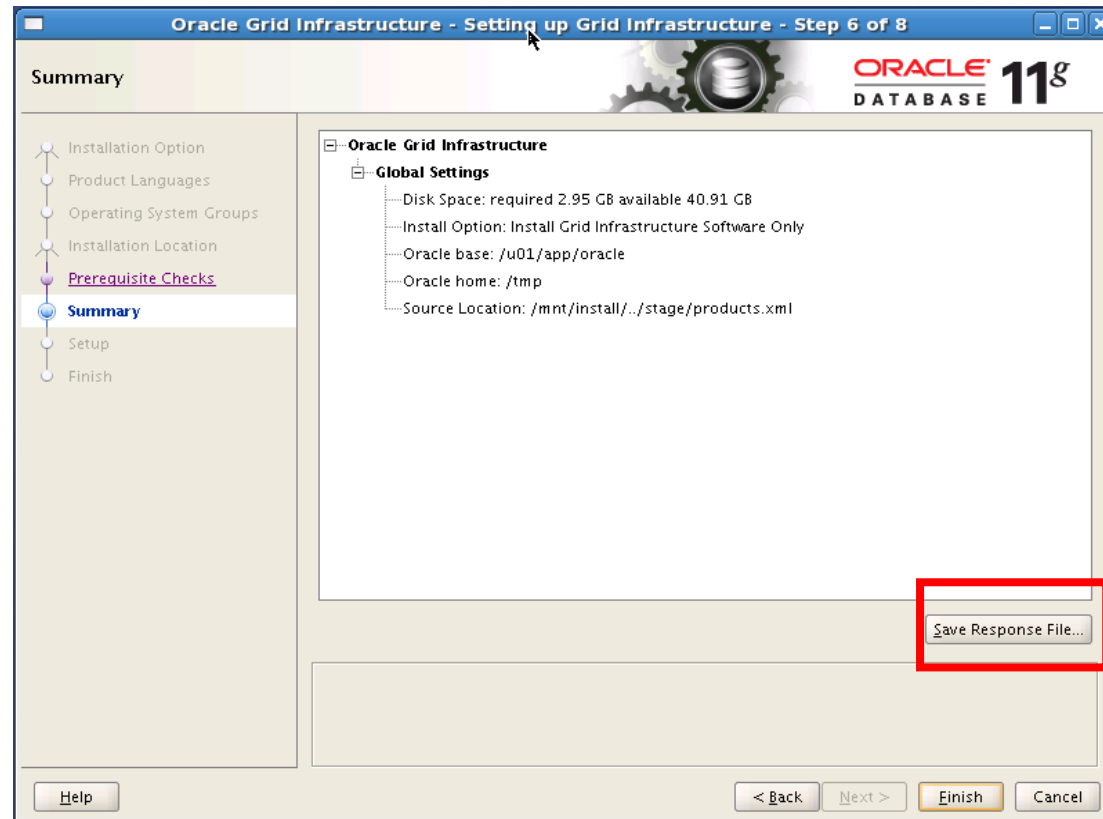 Oracle Grid Infrastructure - Setting up Grid Infrastructure - Step 6 of 8
Summary
ORACLE
DATABASE
11g
Installation Option
Product Languages
Operating System Groups
Installation Location
Prerequisite Checks
Summary
Setup
Finish
Oracle Grid Infrastructure
Global Settings
Disk Space: required 2.95 GB available 40.91 GB
Install Option: Install Grid Infrastructure Software Only
Oracle base: /u01/app/oracle
Oracle home: /tmp
Source Location: /mnt/install/../stage/products.xml
Save Response File...
Help
< Back
Next >
Finish
Cancel